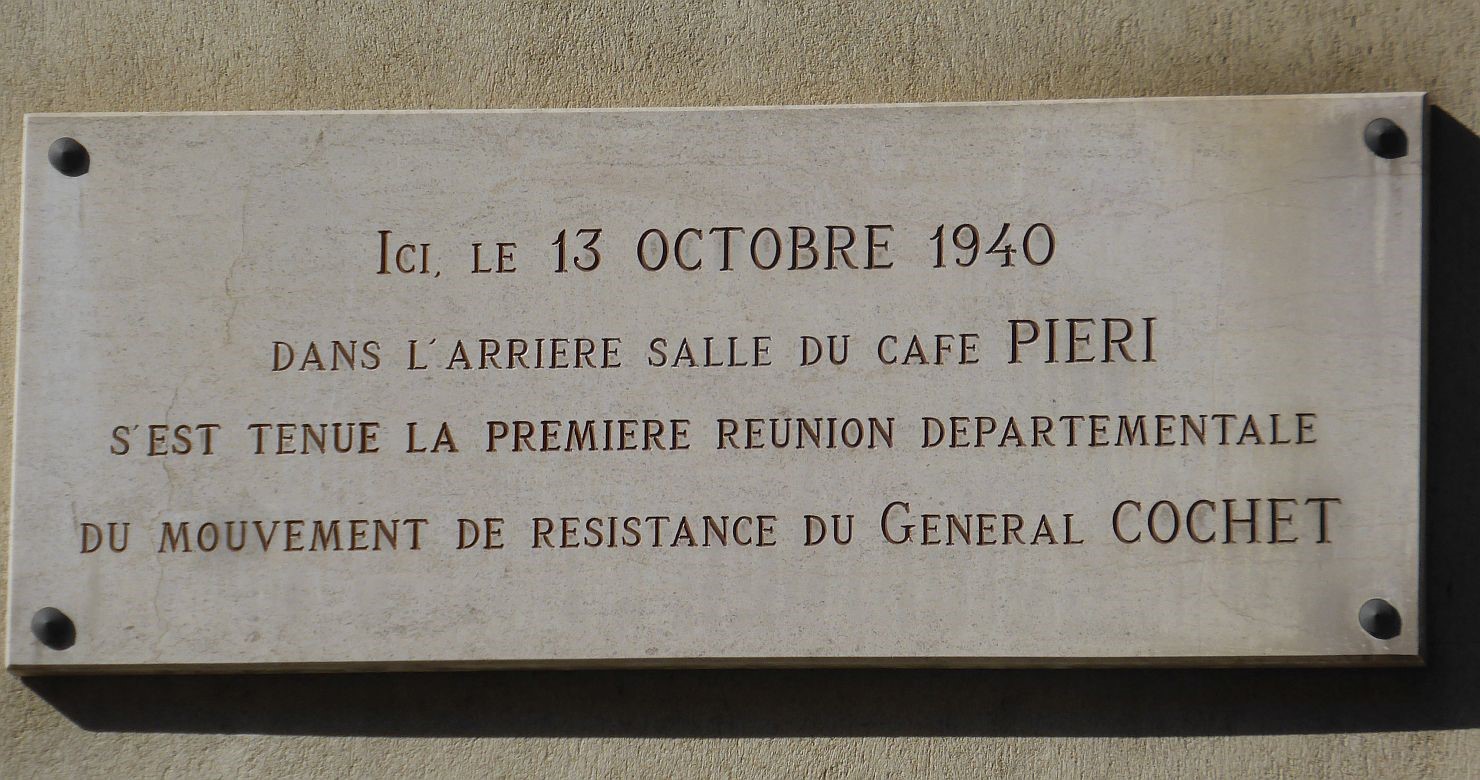 Ici, le 13 OCTOBRE 1940
dans l'arriere salle du cafe PIERI
s'est tenue la premiere reunion departementale
du mouvement de resistance du General COCHET